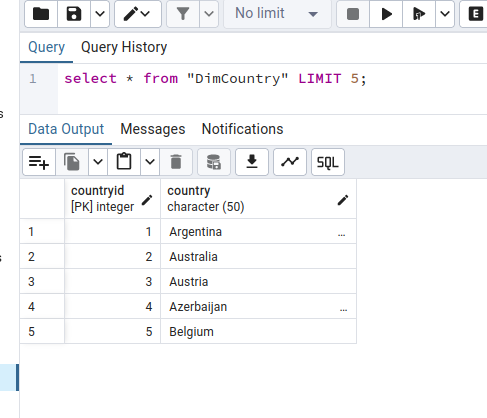 No limit
E
Query Query History
1 select * from "DimCountry" LIMIT 5;
Data Output Messages Notifications
SQL
countryid country
[PK] integer character (50)
1 1 Argentina …
2 2 Australia
3 3 Austria
4 4 Azerbaijan …
5 5 Belgium